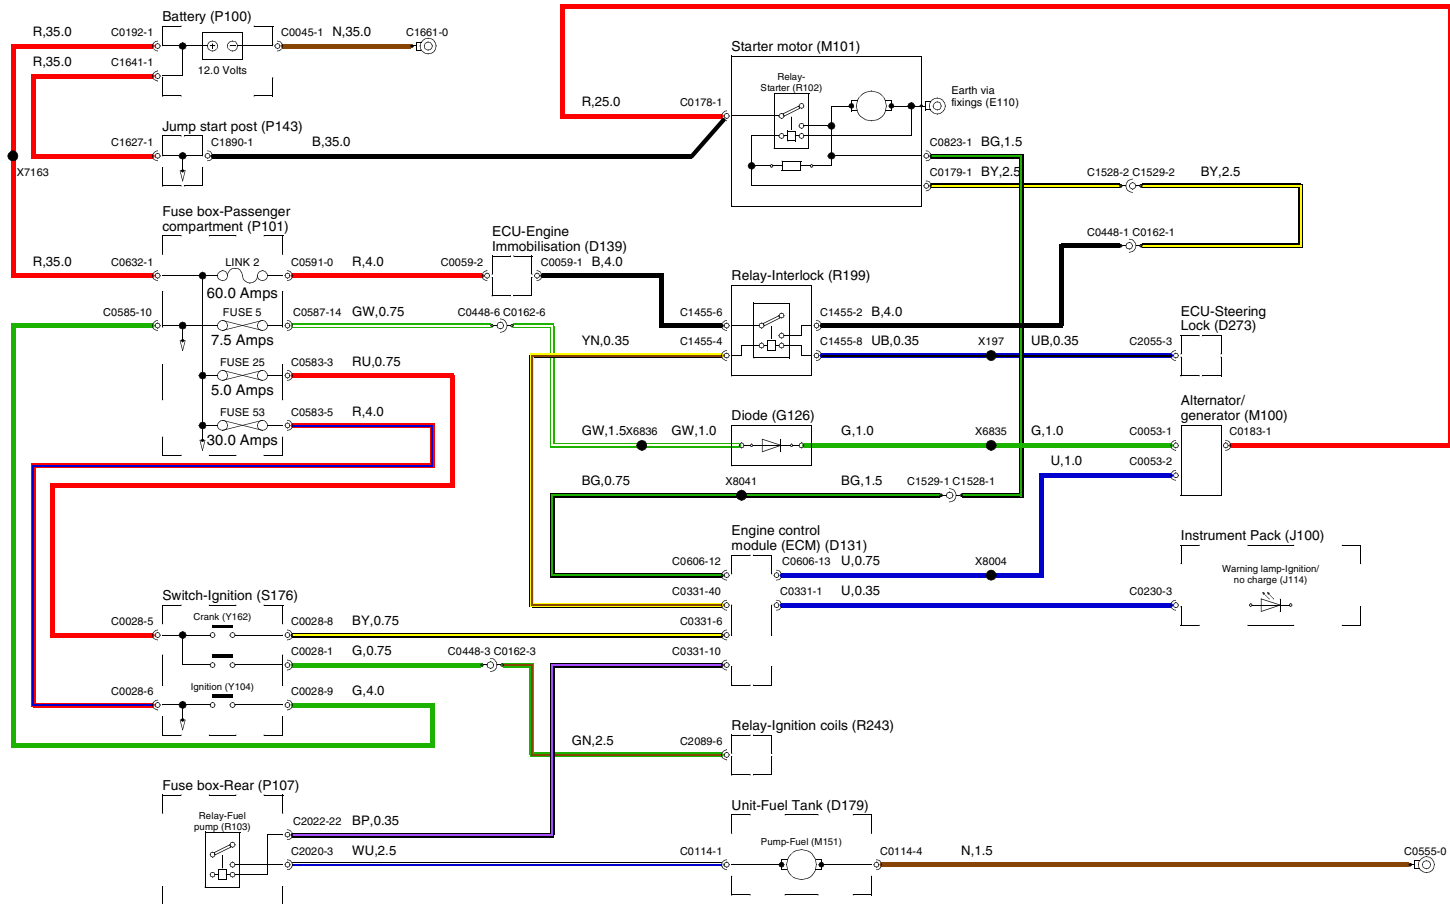 Battery (P100)
R,35.0 C0192-1 C0045-1 N,35.0 C1661-0
R,35.0 C1641-1 12.0 Volts
Jump start post (P143)
C1627-1 C1890-1 B,35.0
X7163
Starter motor (M101)
Relay-
Starter (R102)
R,25.0 C0178-1
Earth via
fixings (E110)
C0823-1 BG,1.5
C0179-1 BY,2.5 C1528-2 C1529-2 BY,2.5
C0448-1 C0162-1
Fuse box-Passenger
compartment (P101)
R,35.0 C0632-1 LINK 2 C0591-0 R,4.0
60.0 Amps
C0585-10 FUSE 5 C0587-14 GW,0.75 C0448-6 C0162-6
7.5 Amps
FUSE 25 C0583-3 RU,0.75
5.0 Amps
FUSE 53 C0583-5 R,4.0
30.0 Amps
ECU-Engine
Immobilisation (D139)
C0059-2 C0059-1 B,4.0
Relay-Interlock (R199)
C1455-6 C1455-2 B,4.0
YN,0.35 C1455-4 C1455-8 UB,0.35 X197 UB,0.35 C2055-3
ECU-Steering
Lock (D273)
Diode (G126)
GW,1.5 X6836 GW,1.0 G,1.0 X6835 G,1.0 C0053-1
Alternator/
generator (M100)
C0183-1
U,1.0 C0053-2
BG,0.75 X8041 BG,1.5 C1529-1 C1528-1
Engine control
module (ECM) (D131)
C0606-12 C0606-13 U,0.75 X8004
C0331-40 C0331-1 U,0.35 C0230-3
C0331-6
C0331-10
Instrument Pack (J100)
Warning lamp-Ignition/
no charge (J114)
Switch-Ignition (S176)
Crank (Y162)
C0028-5 C0028-8 BY,0.75
C0028-1 G,0.75 C0448-3 C0162-3
Ignition (Y104)
C0028-6 C0028-9 G,4.0
Relay-Ignition coils (R243)
GN,2.5 C2089-6
Fuse box-Rear (P107)
Relay-Fuel
pump (R103)
C2022-22 BP,0.35
C2020-3 WU,2.5
Unit-Fuel Tank (D179)
Pump-Fuel (M151)
C0114-1 C0114-4 N,1.5 C0555-0